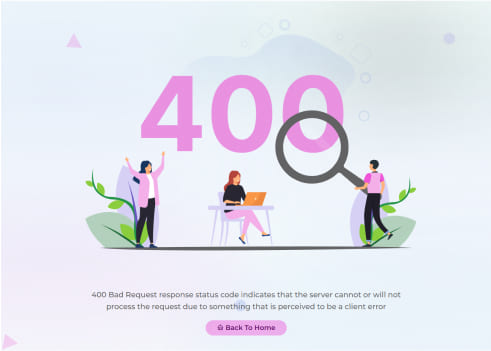 400
400 Bad Request response status code indicates that the server cannot or will not
process the request due to something that is perceived to be a client error
Back To Home